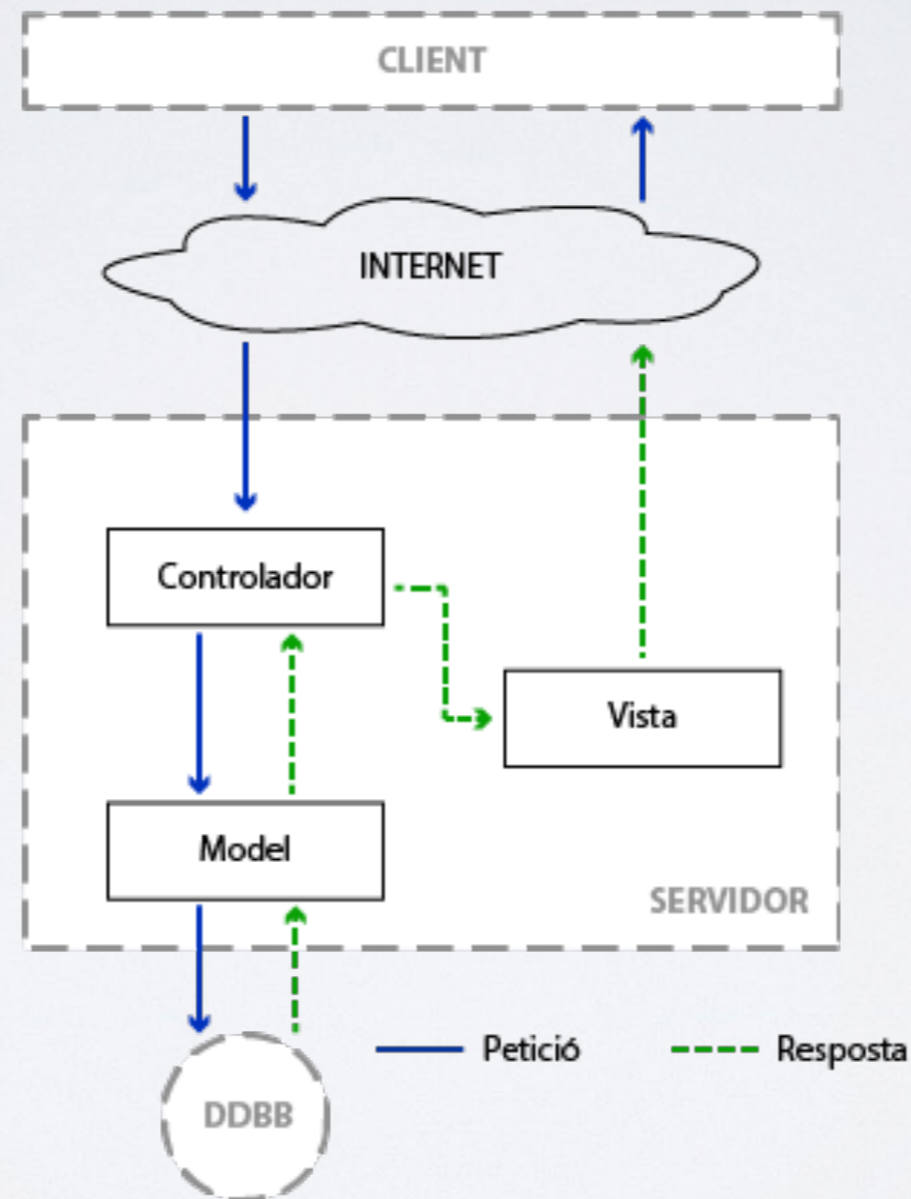 CLIENT
INTERNET
Controlador
Vista
Model
SERVIDOR
Petició
Resposta
DDBB